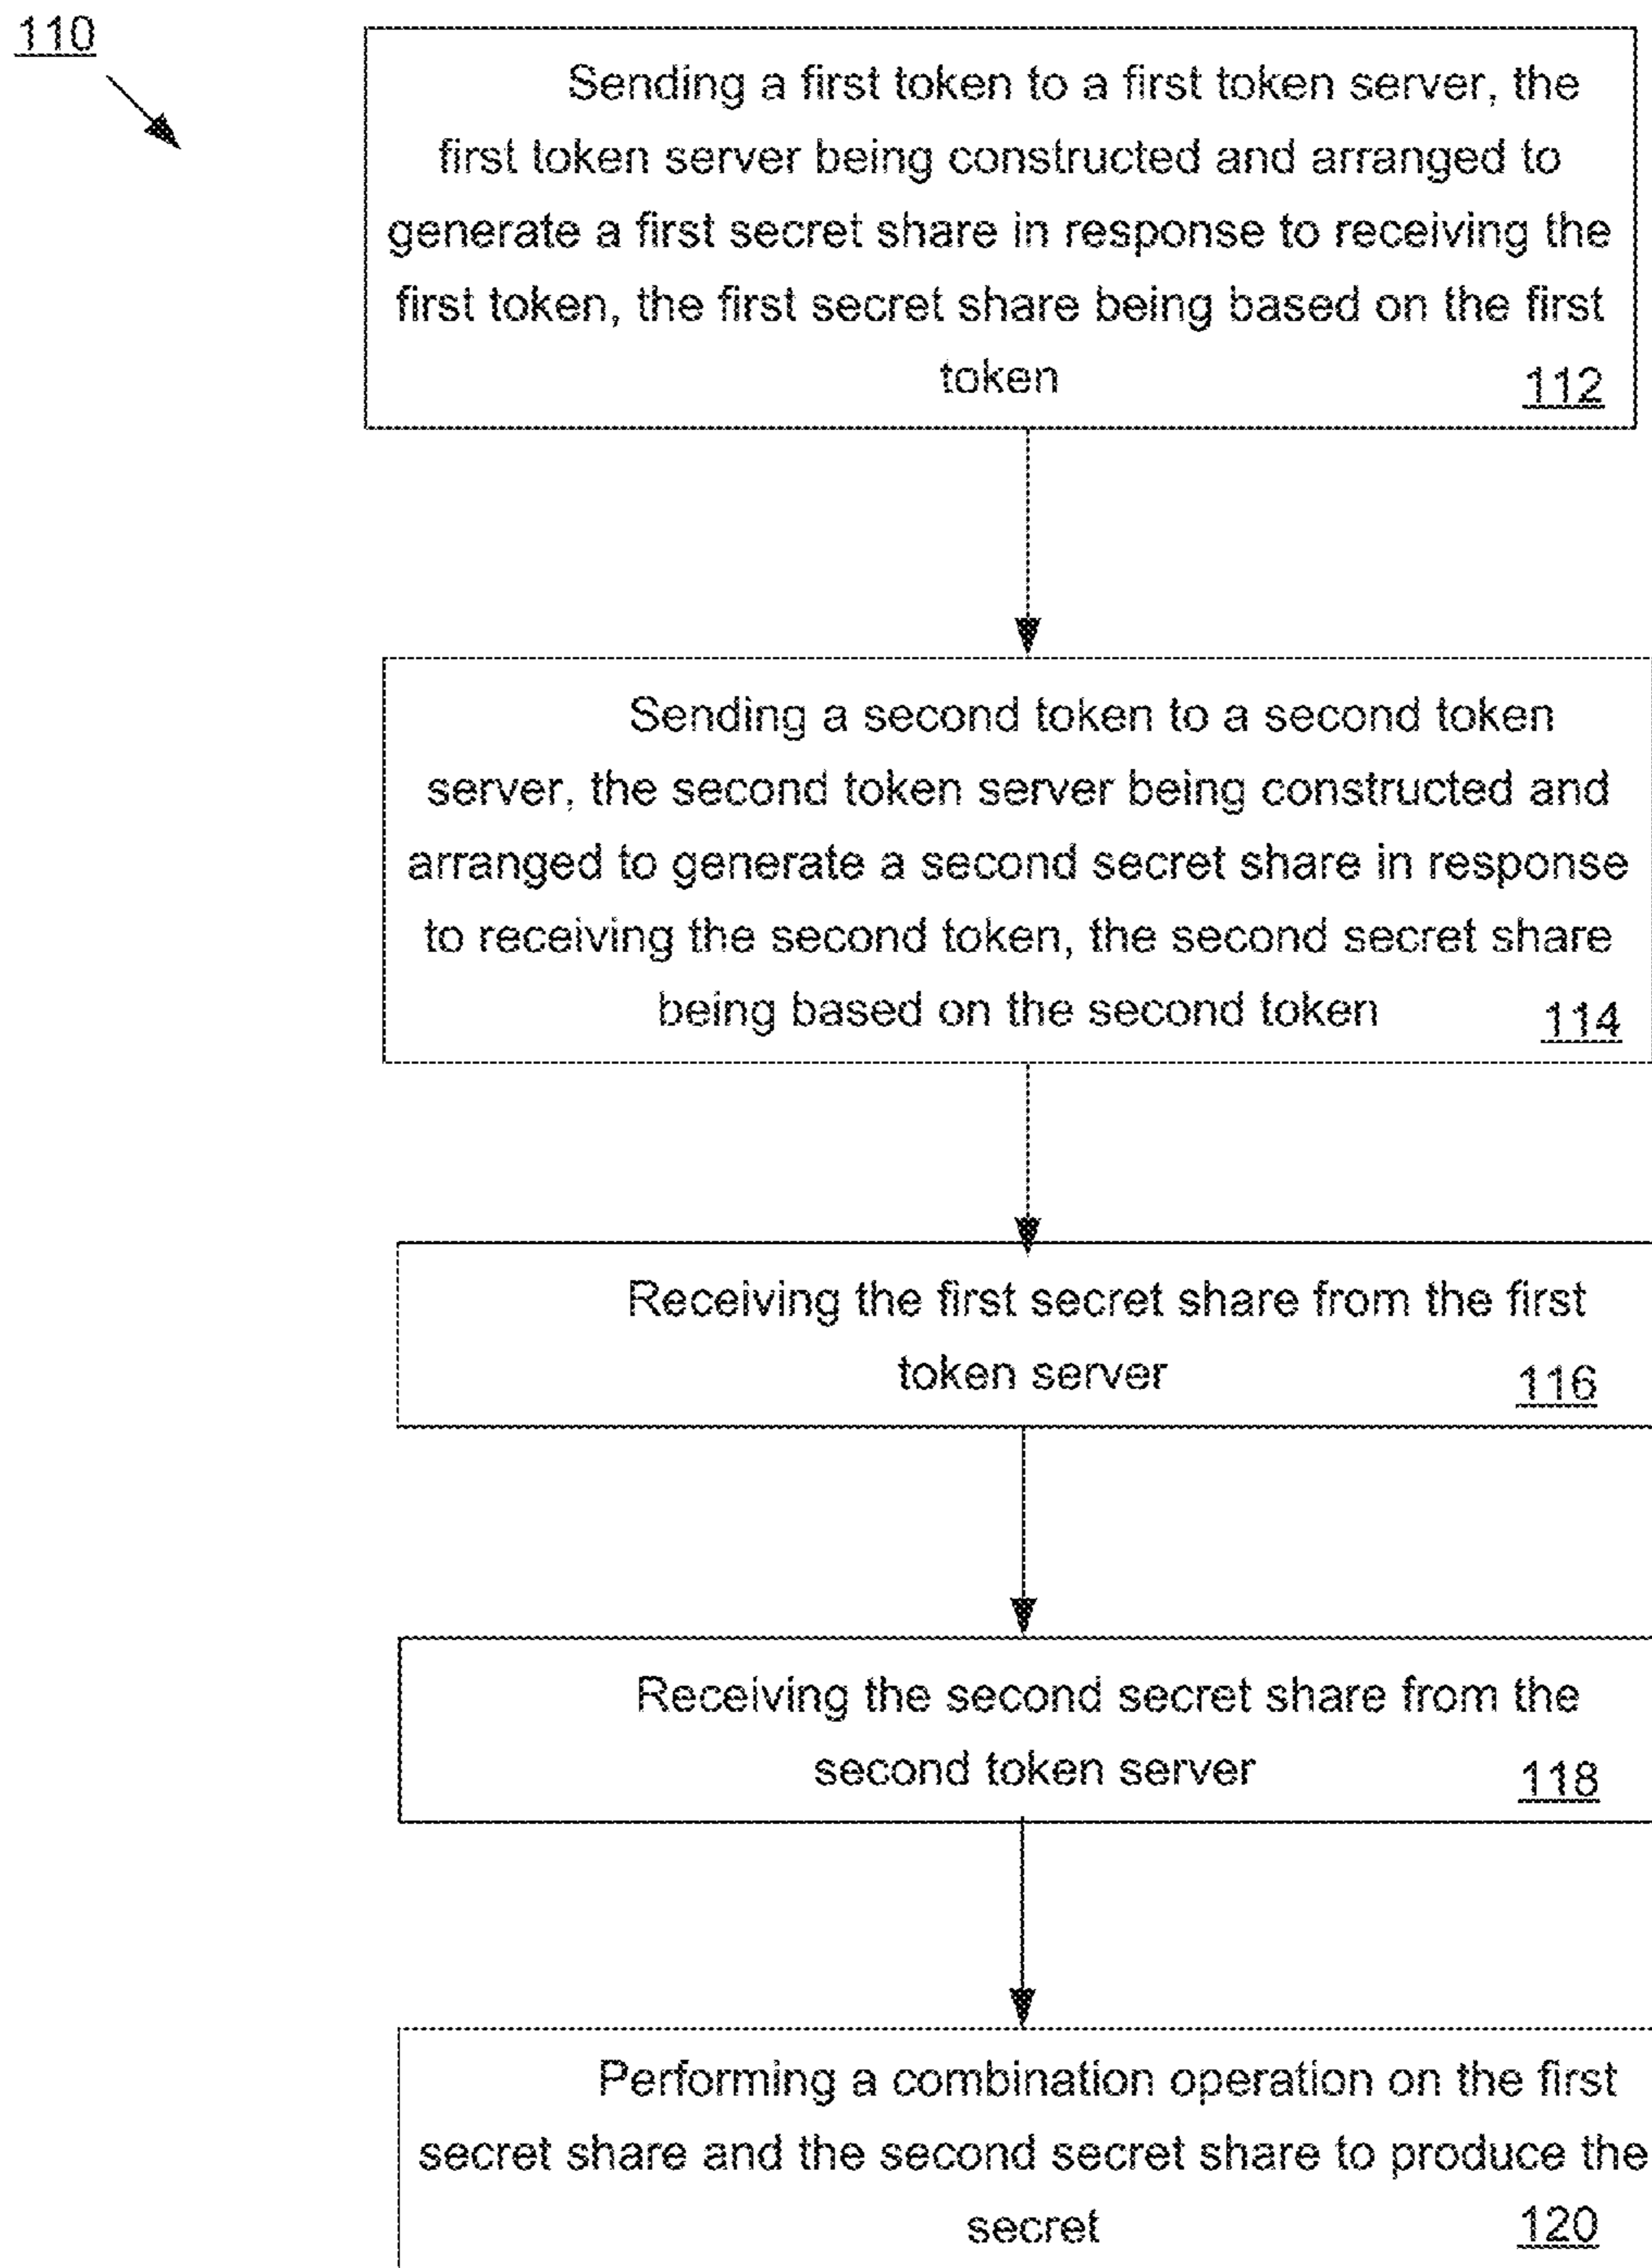 110
Sending a first token to a first token server, the
first token server being constructed and arranged to
generate a first secret share in response to receiving the
first token, the first secret share being based on the first
token 112
Sending a second token to a second token
server, the second token server being constructed and
arranged to generate a second secret share in response
to receiving the second token, the second secret share
being based on the second token 114
Receiving the first secret share from the first
token server 116
Receiving the second secret share from the
second token server 118
Performing a combination operation on the first
secret share and the second secret share to produce the
secret 120